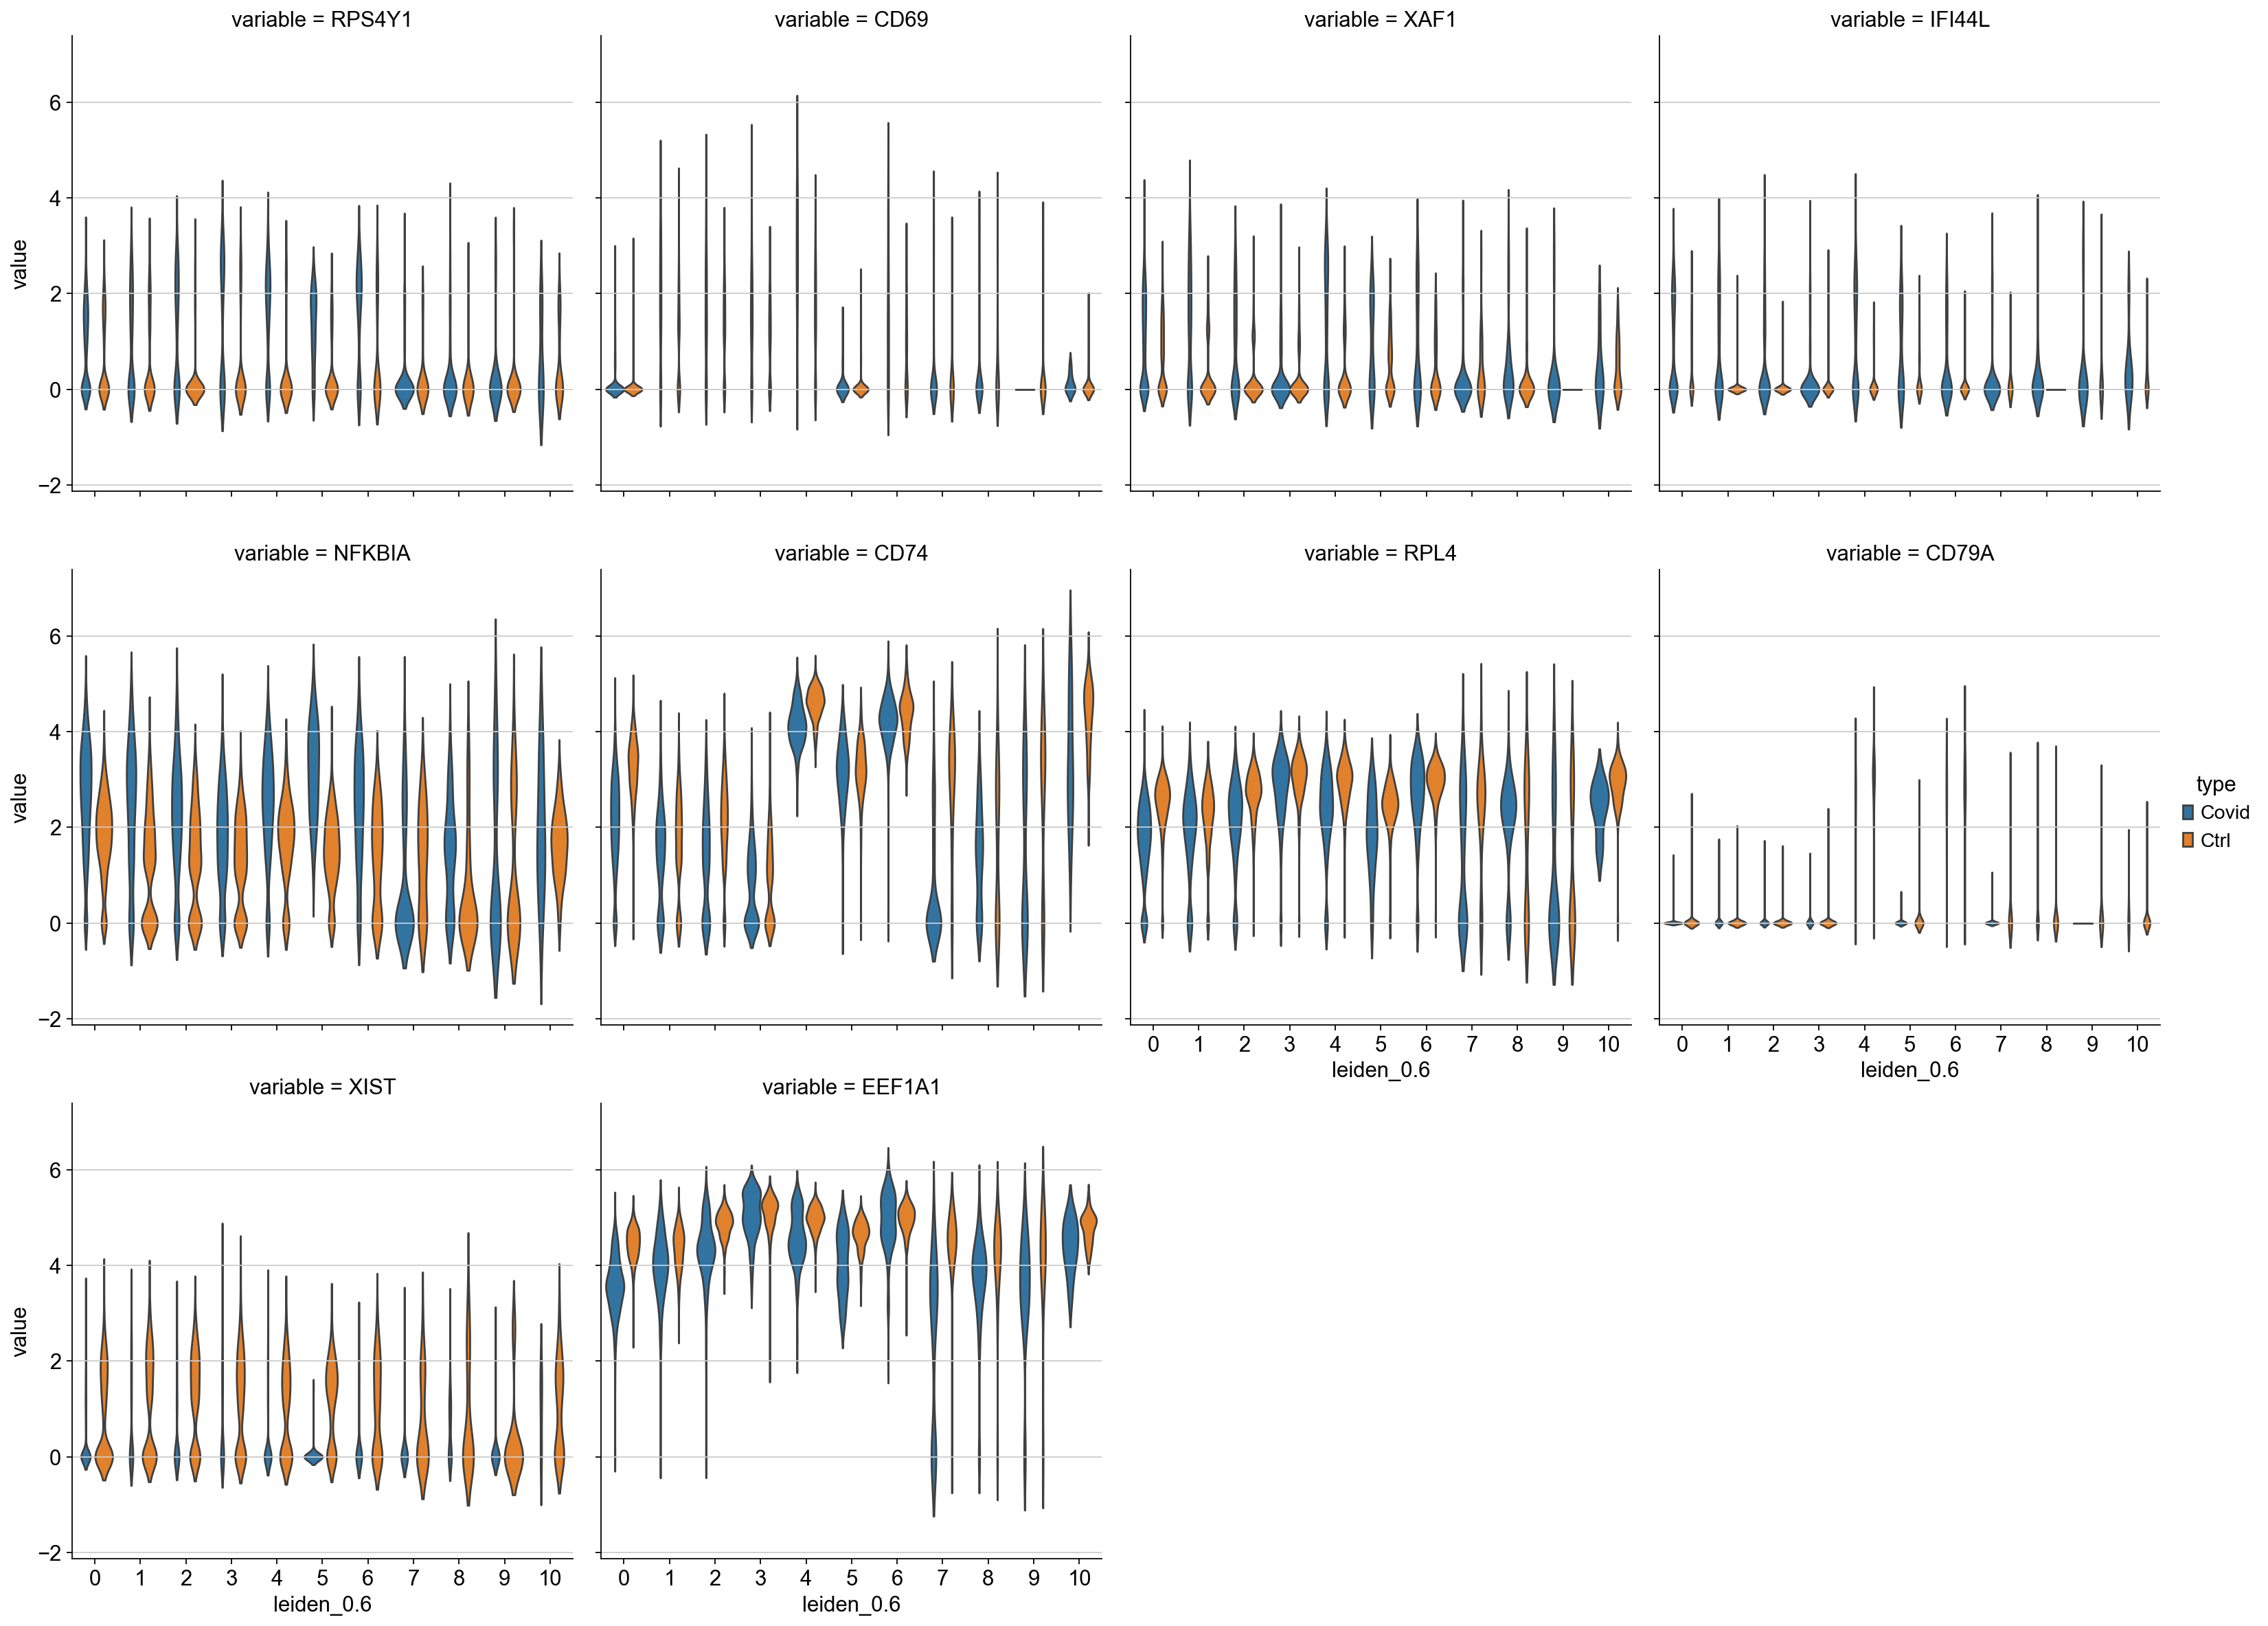 variable = RPS4Y1
variable = CD69
variable = XAF1
variable = IFI44L
value
6
4
2
0
−2
variable = NFKBIA
variable = CD74
variable = RPL4
variable = CD79A
value
6
4
2
0
−2
0 1 2 3 4 5 6 7 8 9 10
leiden_0.6
0 1 2 3 4 5 6 7 8 9 10
leiden_0.6
type
Covid
Ctrl
variable = XIST
variable = EEF1A1
value
6
4
2
0
−2
0 1 2 3 4 5 6 7 8 9 10
leiden_0.6
0 1 2 3 4 5 6 7 8 9 10
leiden_0.6